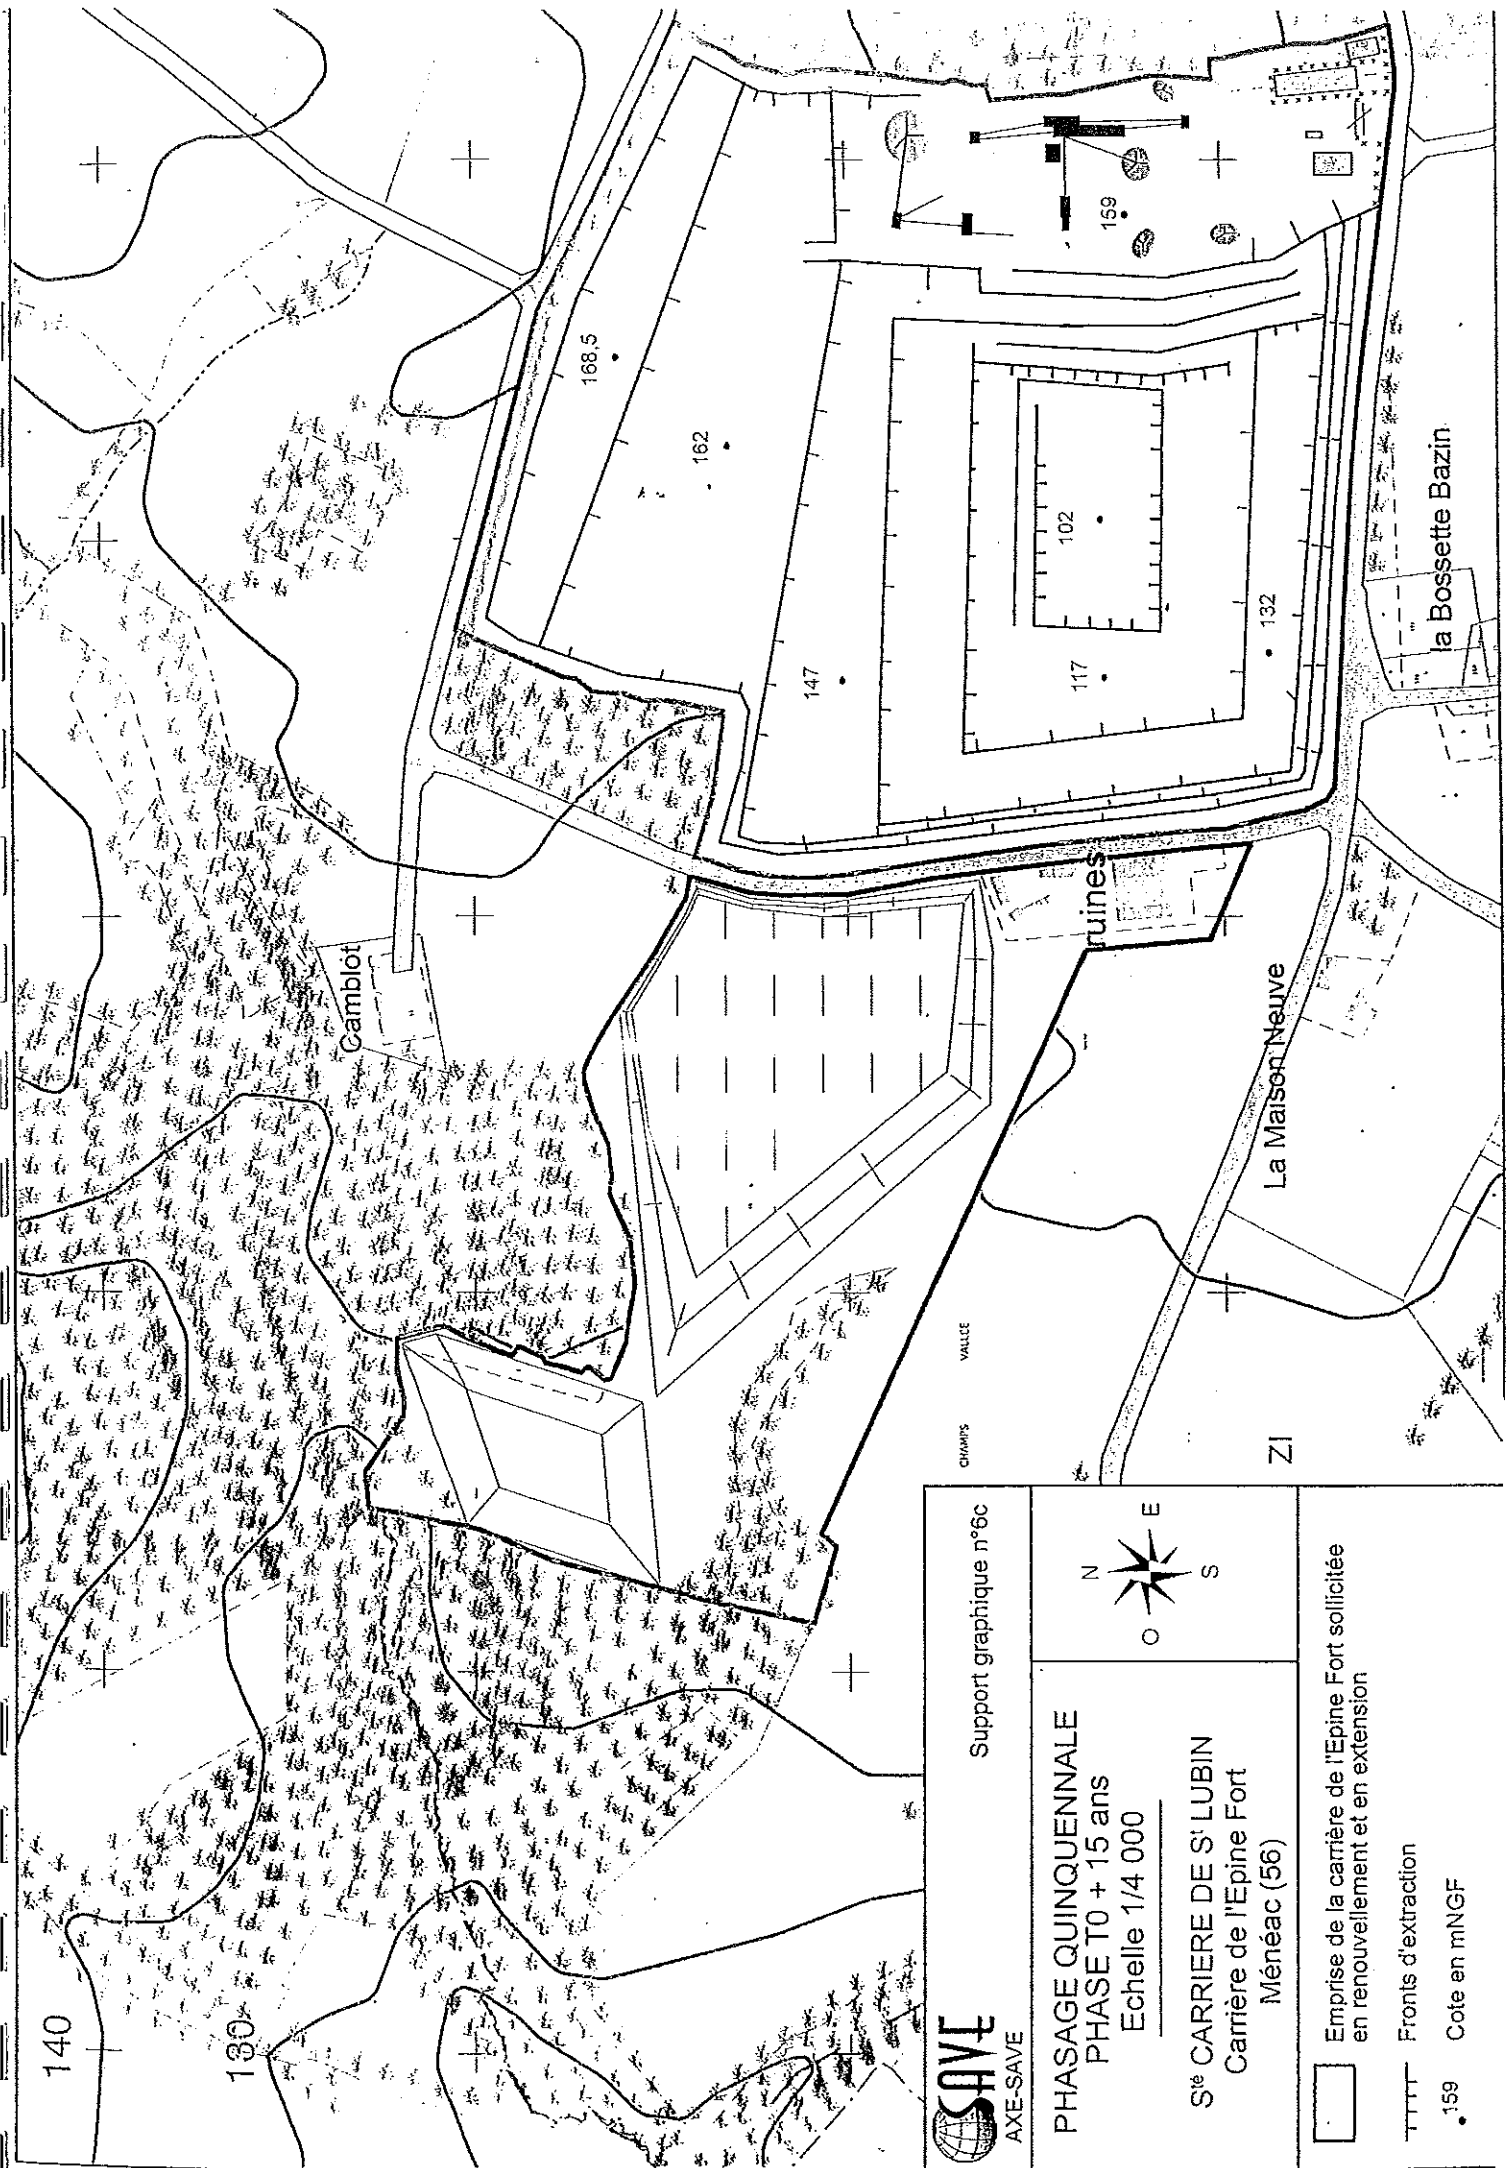 140
130
Camblot
168,5
162
147
102
117
132
159
ruines
La Maison Neuve
la Bossette Bazin
CHAMPS VALLEE
ZI
SAVE
AXE-SAVE
Support graphique n°6c
PHASAGE QUINQUENNALE
PHASE T0 + 15 ans
Echelle 1/4 000
Sté CARRIERE DE St LUBIN
Carrière de l'Epine Fort
Ménéac (56)
N
O
E
S
Emprise de la carrière de l'Epine Fort sollicitée
en renouvellement et en extension
Fronts d'extraction
159 Cote en mNGF